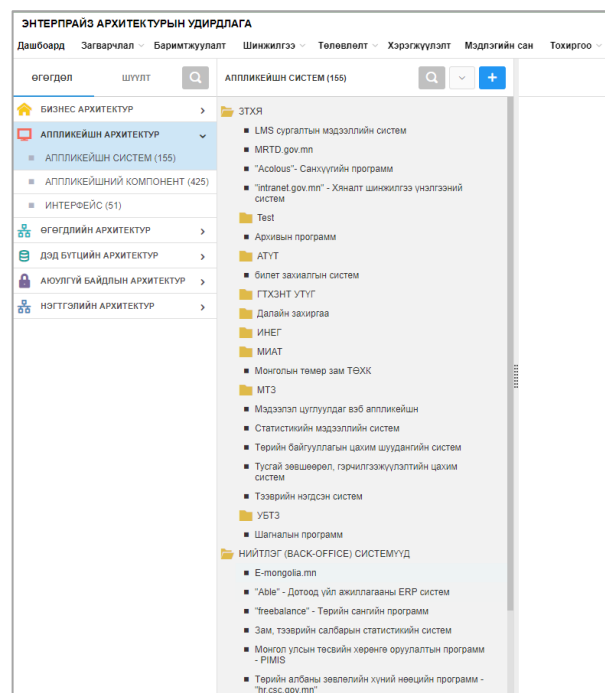 ЭНТЕРПРАЙЗ АРХИТЕКТУРЫН УДИРДЛАГА
Дашбоард Загварчлал Баримтжуулалт Шинжилгээ Төлөвлөлт Хэрэгжүүлэлт Мэдлэгийн сан Тохиргоо
ӨГӨГДӨЛ ШҮҮЛТ
БИЗНЕС АРХИТЕКТУР
АППЛИКЕЙШН АРХИТЕКТУР
АППЛИКЕЙШН СИСТЕМ (155)
АППЛИКЕЙШНИЙ КОМПОНЕНТ (425)
ИНТЕРФЕЙС (51)
ӨГӨГДЛИЙН АРХИТЕКТУР
ДЭД БҮТЦИЙН АРХИТЕКТУР
АЮУЛГҮЙ БАЙДЛЫН АРХИТЕКТУР
НЭГТГЭЛИЙН АРХИТЕКТУР
АППЛИКЕЙШН СИСТЕМ (155)
ЗТХЯ
LMS сургалтын мэдээллийн систем
MRTD.gov.mn
"Acolous"- Санхүүгийн программ
"intranet.gov.mn" - Хяналт шинжилгээ үнэлгээний
систем
Test
Архивын программ
АТҮТ
билет захиалгын систем
ГТХЗНТ УТҮГ
Далайн захиргаа
ИНЕГ
МИАТ
Монголын төмөр зам ТӨХК
МТЗ
Мэдээлэл цуглуулдаг вэб аппликейшн
Статистикийн мэдээллийн систем
Төрийн байгууллагын цахим шуудангийн систем
Тусгай зөвшөөрөл, гэрчилгээжүүлэлтийн цахим
систем
Тээврийн нэгдсэн систем
УБТЗ
Шагналын программ
НИЙТЛЭГ (BACK-OFFICE) СИСТЕМҮҮД
E-mongolia.mn
"Able" - Дотоод үйл ажиллагааны ERP систем
"freebalance" - Төрийн сангийн программ
Зам, тээврийн салбарын статистикийн систем
Монгол улсын төсвийн хөрөнгө оруулалтын программ
- PIMIS
Төрийн албаны зөвлөлийн хүний нөөцийн программ -
"hr.csc.gov.mn"